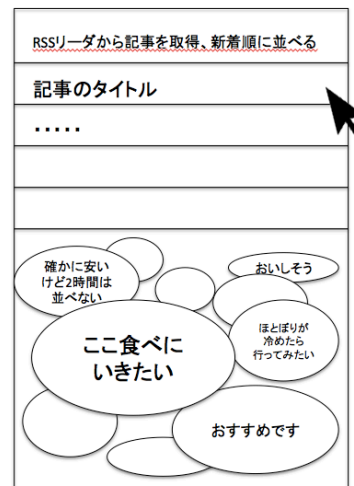 RSSリーダから記事を取得、新着順に並べる
記事のタイトル
・・・・・
確かに安い
けど2時間は
並べない
おいしそう
ほとぼりが
冷めたら
行ってみたい
ここ食べに
いきたい
おすすめです